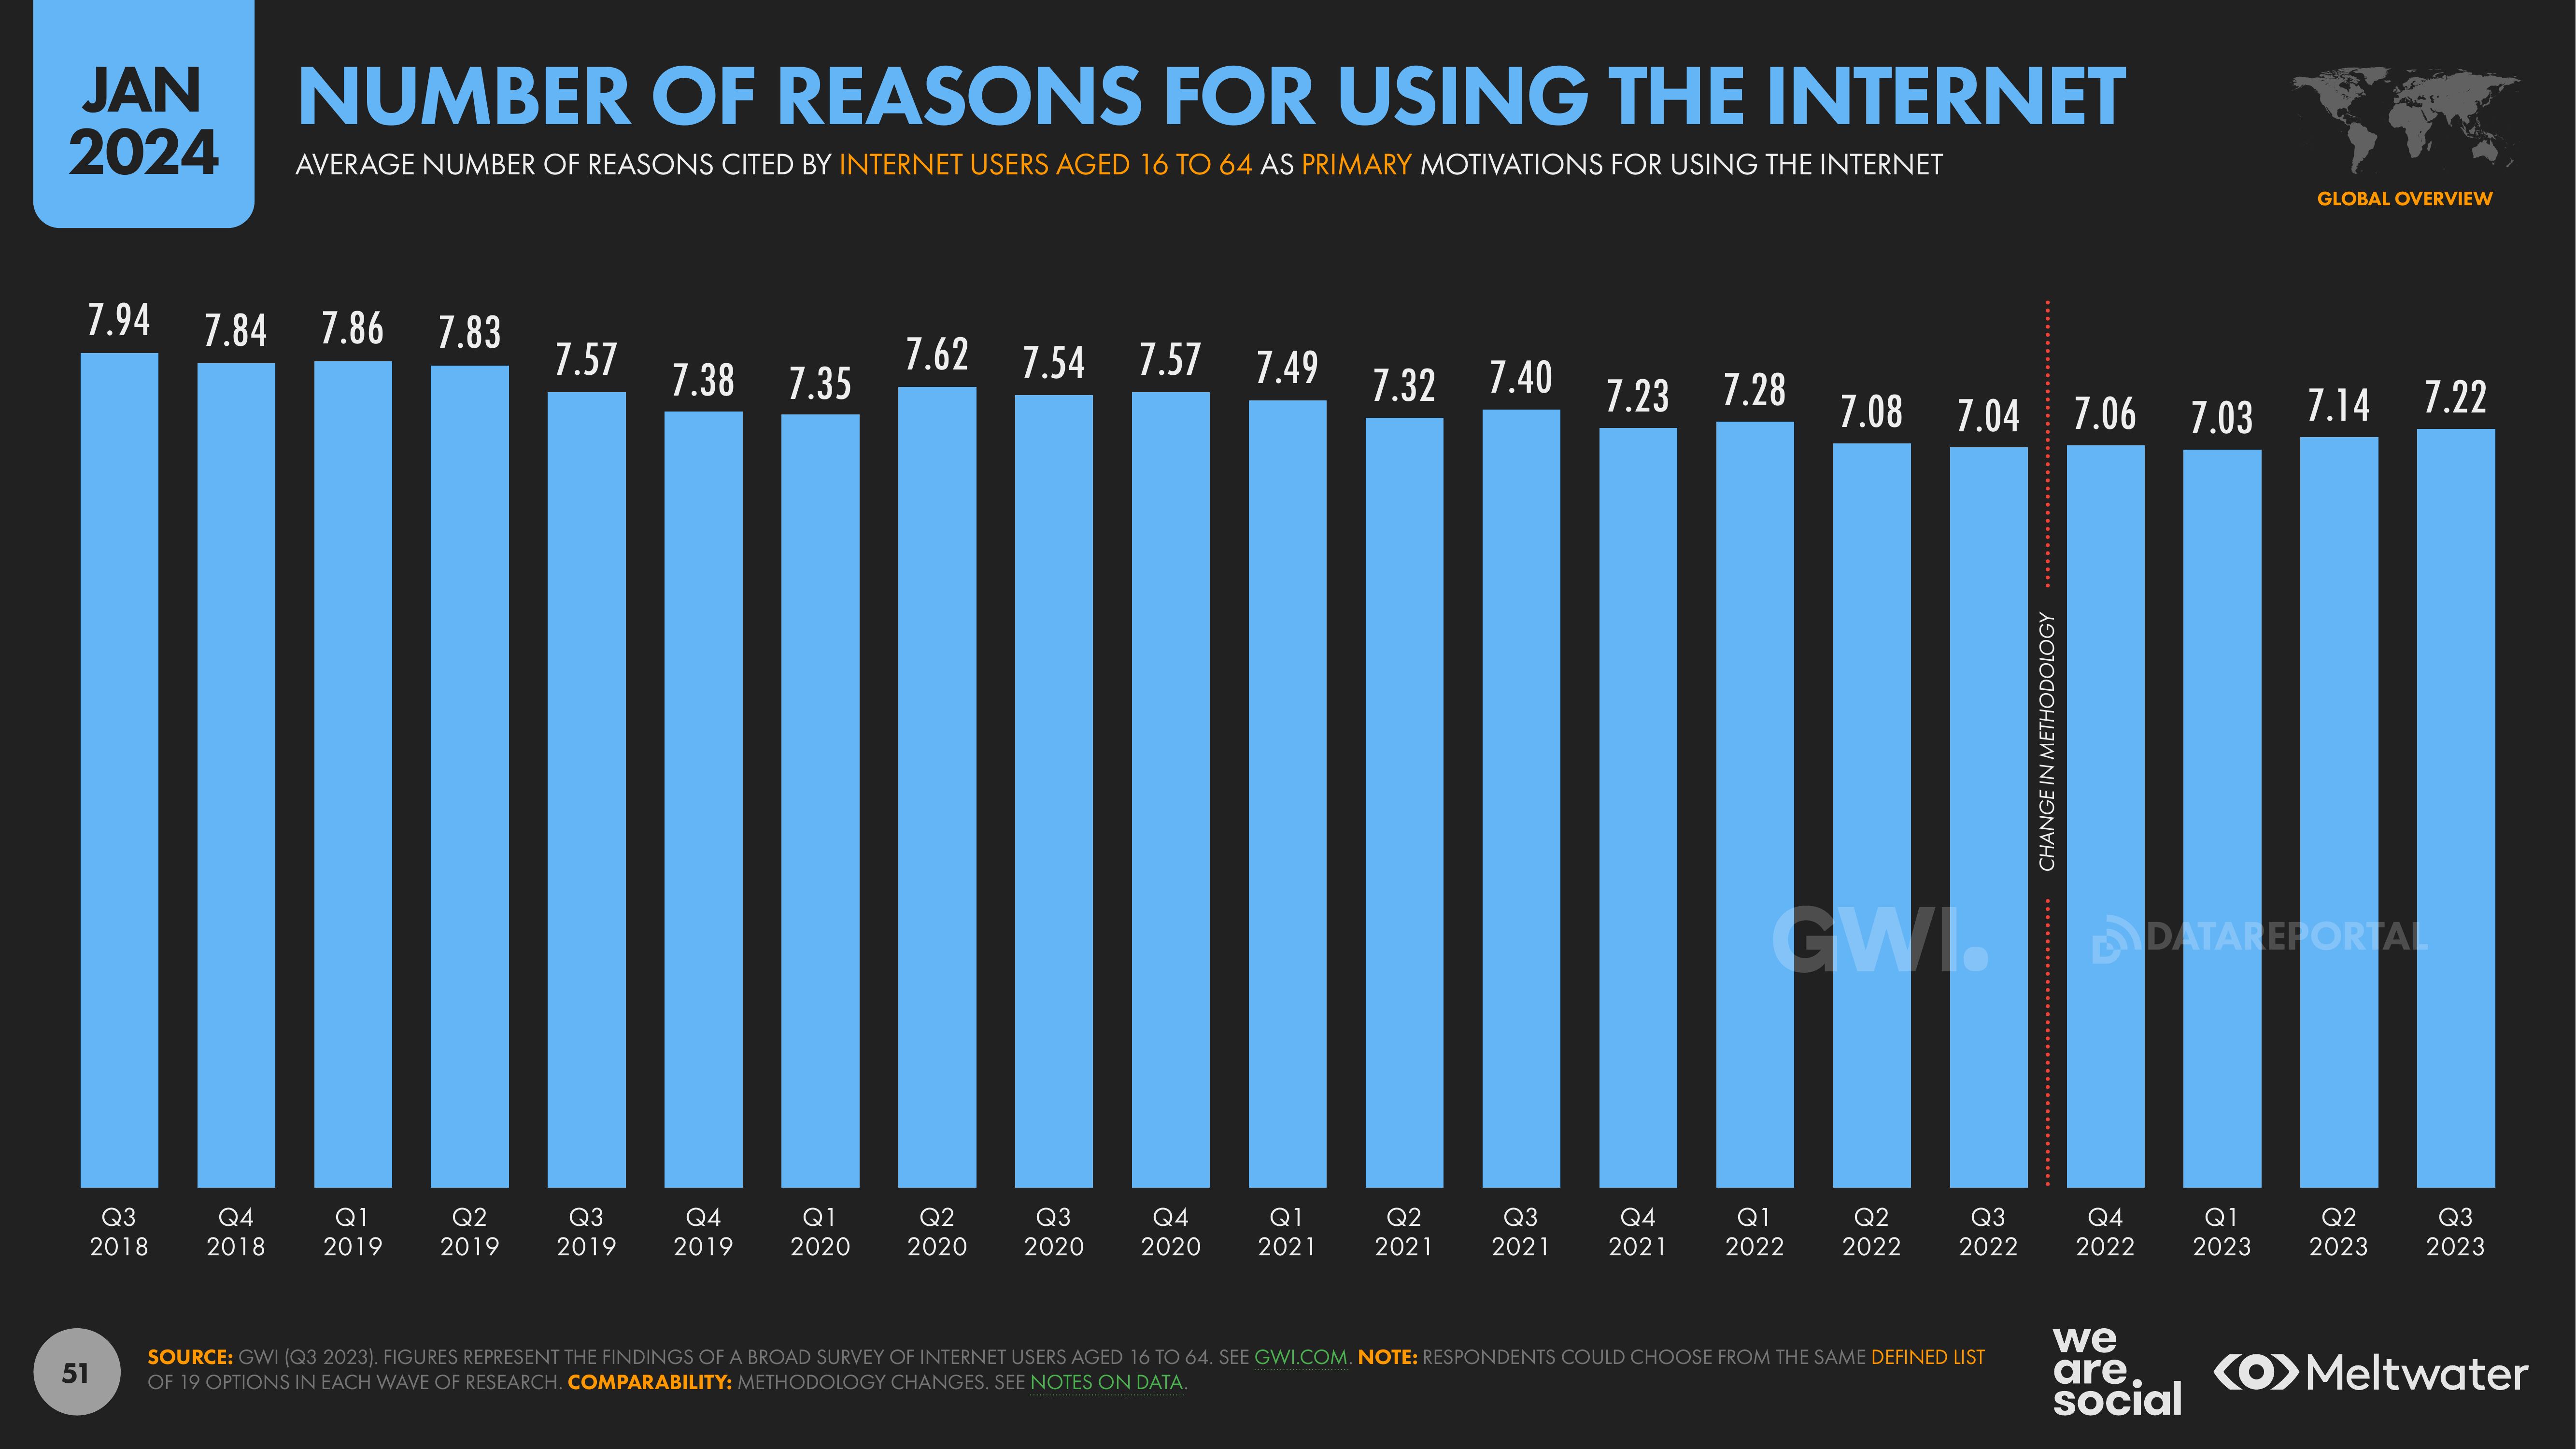 JAN
2024
NUMBER OF REASONS FOR USING THE INTERNET
AVERAGE NUMBER OF REASONS CITED BY INTERNET USERS AGED 16 TO 64 AS PRIMARY MOTIVATIONS FOR USING THE INTERNET
GLOBAL OVERVIEW
7.94 7.84 7.86 7.83 7.57 7.38 7.35 7.62 7.54 7.57 7.49 7.32 7.40 7.23 7.28 7.08 7.04 7.06 7.03 7.14 7.22
CHANGE IN METHODOLOGY
GWI. DATAREPORTAL
Q3 Q4 Q1 Q2 Q3 Q4 Q1 Q2 Q3 Q4 Q1 Q2 Q3 Q4 Q1 Q2 Q3 Q4 Q1 Q2 Q3
2018 2018 2019 2019 2019 2019 2020 2020 2020 2020 2021 2021 2021 2021 2022 2022 2022 2022 2023 2023 2023
51
SOURCE: GWI (Q3 2023). FIGURES REPRESENT THE FINDINGS OF A BROAD SURVEY OF INTERNET USERS AGED 16 TO 64. SEE GWI.COM. NOTE: RESPONDENTS COULD CHOOSE FROM THE SAME DEFINED LIST
OF 19 OPTIONS IN EACH WAVE OF RESEARCH. COMPARABILITY: METHODOLOGY CHANGES. SEE NOTES ON DATA.
we
are
social
Meltwater